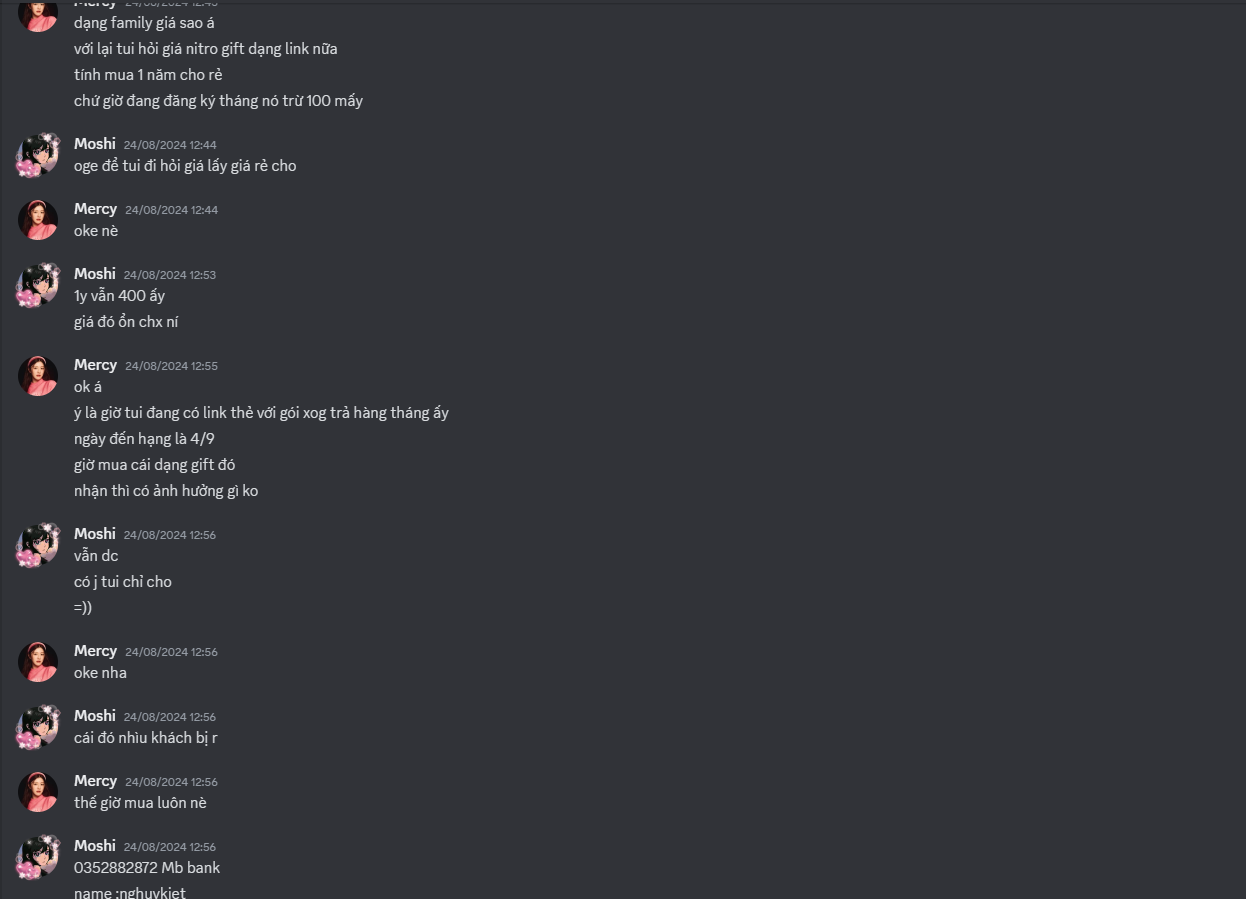 Mercy 24/08/2024 12:43
dạng family giá sao á
với lại tui hỏi giá nitro gift dạng link nữa
tính mua 1 năm cho rẻ
chứ giờ đang đăng ký tháng nó trừ 100 mấy
Moshi 24/08/2024 12:44
oge để tui đi hỏi giá lấy giá rẻ cho
Mercy 24/08/2024 12:44
oke nè
Moshi 24/08/2024 12:53
1y vẫn 400 ấy
giá đó ổn chx ní
Mercy 24/08/2024 12:55
ok á
ý là giờ tui đang có link thẻ với gói xog trả hàng tháng ấy
ngày đến hạng là 4/9
giờ mua cái dạng gift đó
nhận thì có ảnh hưởng gì ko
Moshi 24/08/2024 12:56
vẫn dc
có j tui chỉ cho
=))
Mercy 24/08/2024 12:56
oke nha
Moshi 24/08/2024 12:56
cái đó nhìu khách bị r
Mercy 24/08/2024 12:56
thế giờ mua luôn nè
Moshi 24/08/2024 12:56
0352882872 Mb bank
name :nghuykiet